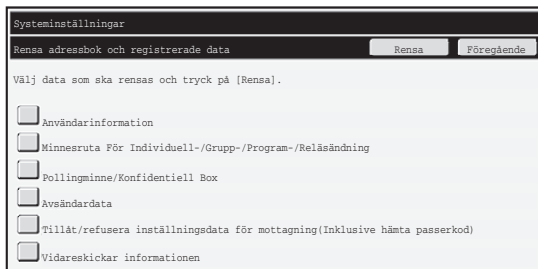 Systeminställningar
Rensa adressbok och registrerade data Rensa Föregående
Välj data som ska rensas och tryck på [Rensa].
Användarinformation
Minnesruta För Individuell-/Grupp-/Program-/Reläsändning
Pollingminne/Konfidentiell Box
Avsändardata
Tillåt/refusera inställningsdata för mottagning(Inklusive hämta passerkod)
Vidareskickar informationen